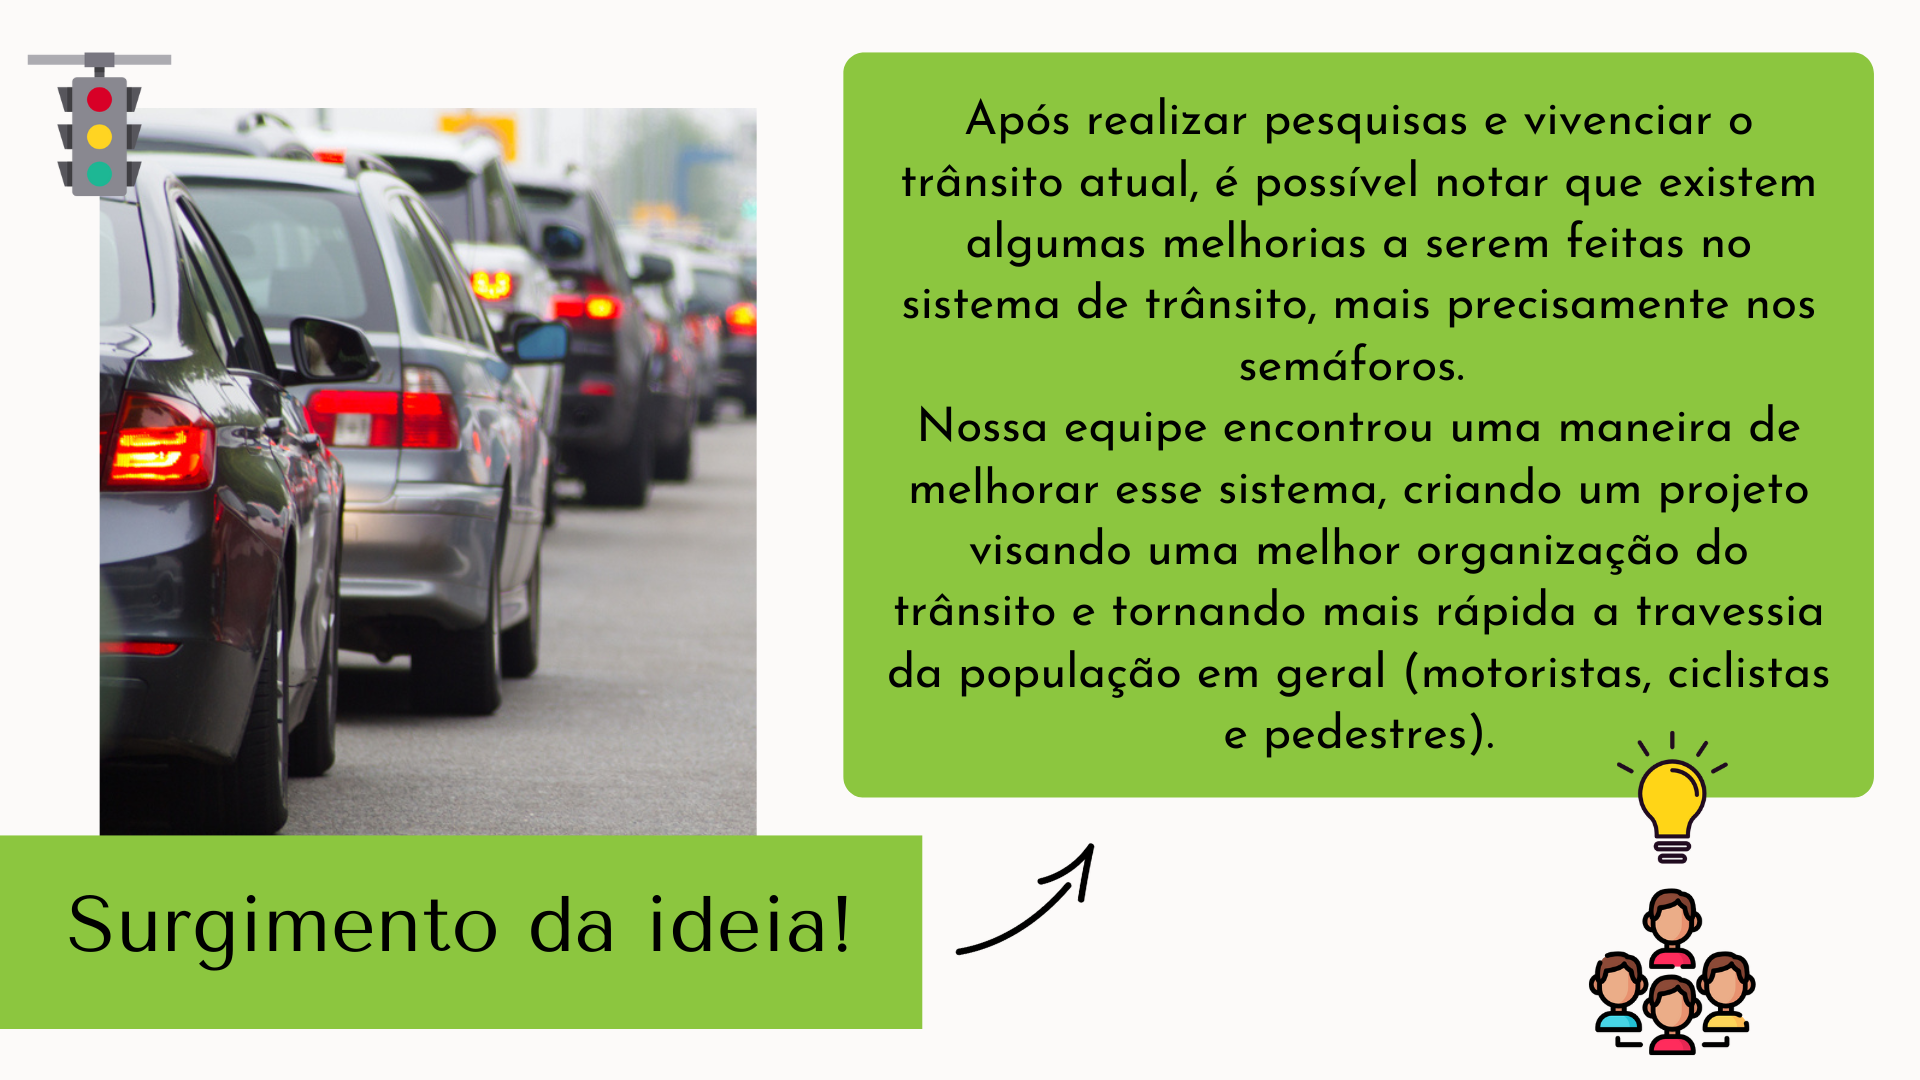 Após realizar pesquisas e vivenciar o
trânsito atual, é possível notar que existem
algumas melhorias a serem feitas no
sistema de trânsito, mais precisamente nos
semáforos.
Nossa equipe encontrou uma maneira de
melhorar esse sistema, criando um projeto
visando uma melhor organização do
trânsito e tornando mais rápida a travessia
da população em geral (motoristas, ciclistas
e pedestres).
Surgimento da ideia!